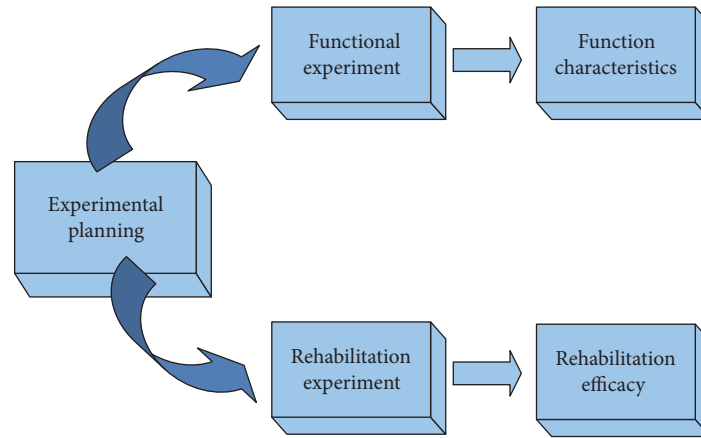 Functional
experiment
Function
characteristics
Experimental
planning
Rehabilitation
experiment
Rehabilitation
efficacy